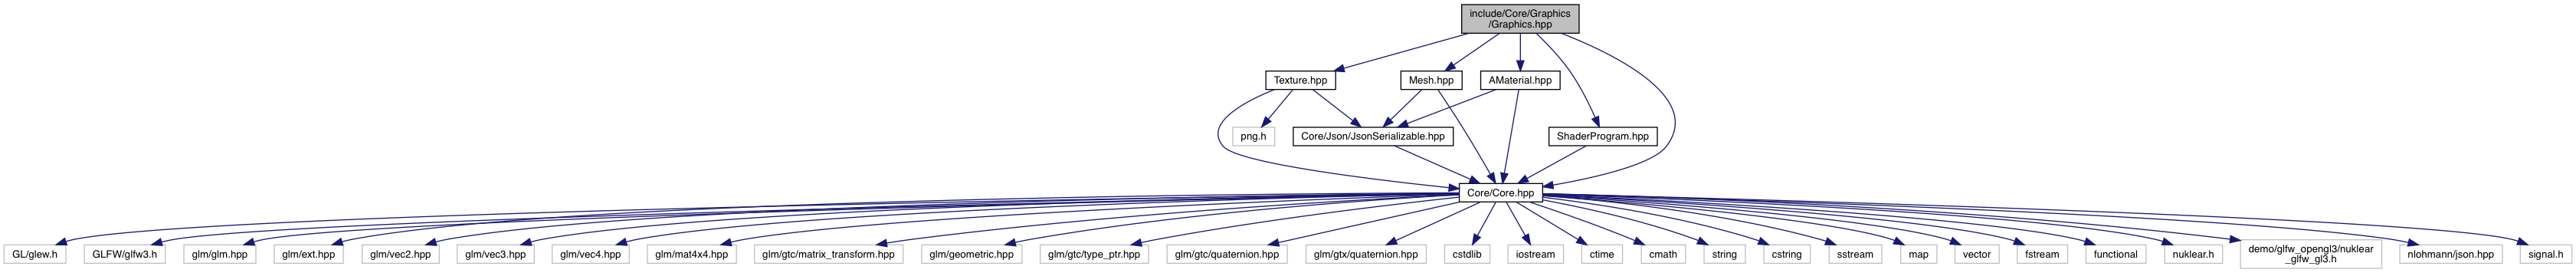 include/Core/Graphics
/Graphics.hpp
Texture.hpp
Mesh.hpp
AMaterial.hpp
png.h
Core/Json/JsonSerializable.hpp
ShaderProgram.hpp
Core/Core.hpp
GL/glew.h
GLFW/glfw3.h
glm/glm.hpp
glm/ext.hpp
glm/vec2.hpp
glm/vec3.hpp
glm/vec4.hpp
glm/mat4x4.hpp
glm/gtc/matrix_transform.hpp
glm/geometric.hpp
glm/gtc/type_ptr.hpp
glm/gtc/quaternion.hpp
glm/gtx/quaternion.hpp
cstdlib
iostream
ctime
cmath
string
cstring
sstream
map
vector
fstream
functional
nuklear.h
demo/glfw_opengl3/nuklear
_glfw_gl3.h
nlohmann/json.hpp
signal.h